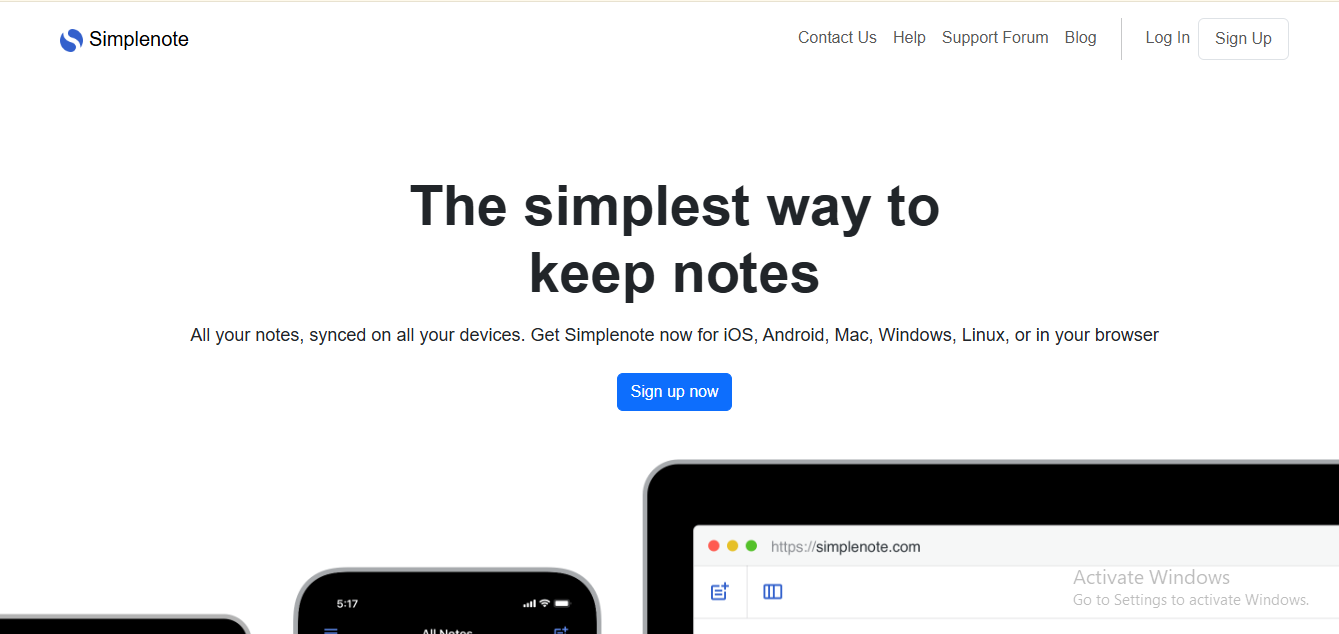 Simplenote
Contact Us Help Support Forum Blog Log In Sign Up
The simplest way to
keep notes
All your notes, synced on all your devices. Get Simplenote now for iOS, Android, Mac, Windows, Linux, or in your browser
Sign up now
https://simplenote.com
Activate Windows
Go to Settings to activate Windows.
5:17
All Notes